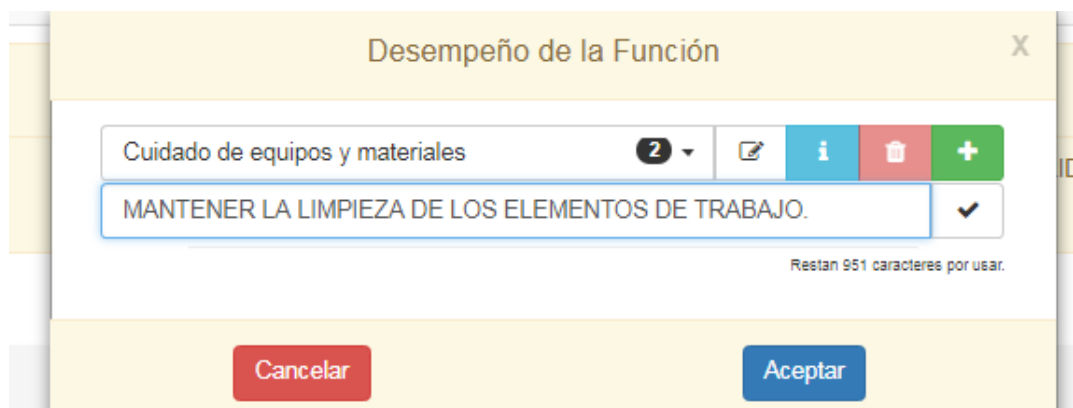 Desempeño de la Función
X
Cuidado de equipos y materiales 2
MANTENER LA LIMPIEZA DE LOS ELEMENTOS DE TRABAJO.
Restan 951 caracteres por usar.
Cancelar Aceptar